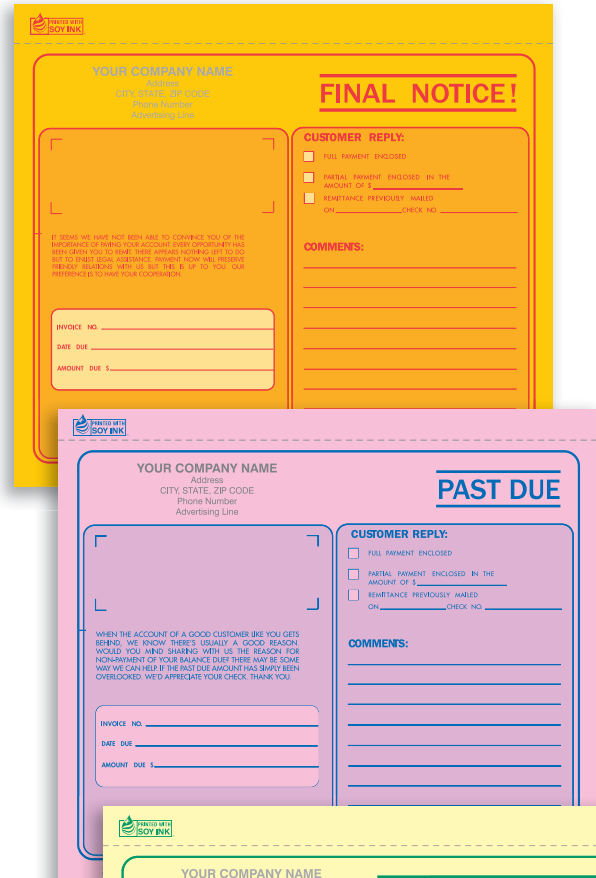 PRINTED WITH
SOY INK
YOUR COMPANY NAME
Address
CITY, STATE, ZIP CODE
Phone Number
Advertising Line
FINAL NOTICE!
IT SEEMS WE HAVE NOT BEEN ABLE TO CONVINCE YOU OF THE
IMPORTANCE OF PAYING YOUR ACCOUNT. EVERY OPPORTUNITY HAS
BEEN GIVEN YOU TO REMIT. THERE APPEARS NOTHING LEFT TO DO
BUT TO ENLIST LEGAL ASSISTANCE. PAYMENT NOW WILL PRESERVE
FRIENDLY RELATIONS WITH US BUT THIS IS UP TO YOU. OUR
PREFERENCE IS TO HAVE YOUR COOPERATION.
INVOICE NO.
DATE DUE
AMOUNT DUE $
CUSTOMER REPLY:
FULL PAYMENT ENCLOSED
PARTIAL PAYMENT ENCLOSED IN THE
AMOUNT OF $
REMITTANCE PREVIOUSLY MAILED
ON CHECK NO.
COMMENTS:
PRINTED WITH
SOY INK
YOUR COMPANY NAME
Address
CITY, STATE, ZIP CODE
Phone Number
Advertising Line
PAST DUE
WHEN THE ACCOUNT OF A GOOD CUSTOMER LIKE YOU GETS
BEHIND, WE KNOW THERE'S USUALLY A GOOD REASON.
WOULD YOU MIND SHARING WITH US THE REASON FOR
NON-PAYMENT OF YOUR BALANCE DUE? THERE MAY BE SOME
WAY WE CAN HELP. IF THE PAST DUE AMOUNT HAS SIMPLY BEEN
OVERLOOKED, WE'D APPRECIATE YOUR CHECK. THANK YOU.
INVOICE NO.
DATE DUE
AMOUNT DUE $
CUSTOMER REPLY:
FULL PAYMENT ENCLOSED
PARTIAL PAYMENT ENCLOSED IN THE
AMOUNT OF $
REMITTANCE PREVIOUSLY MAILED
ON CHECK NO.
COMMENTS:
PRINTED WITH
SOY INK
YOUR COMPANY NAME